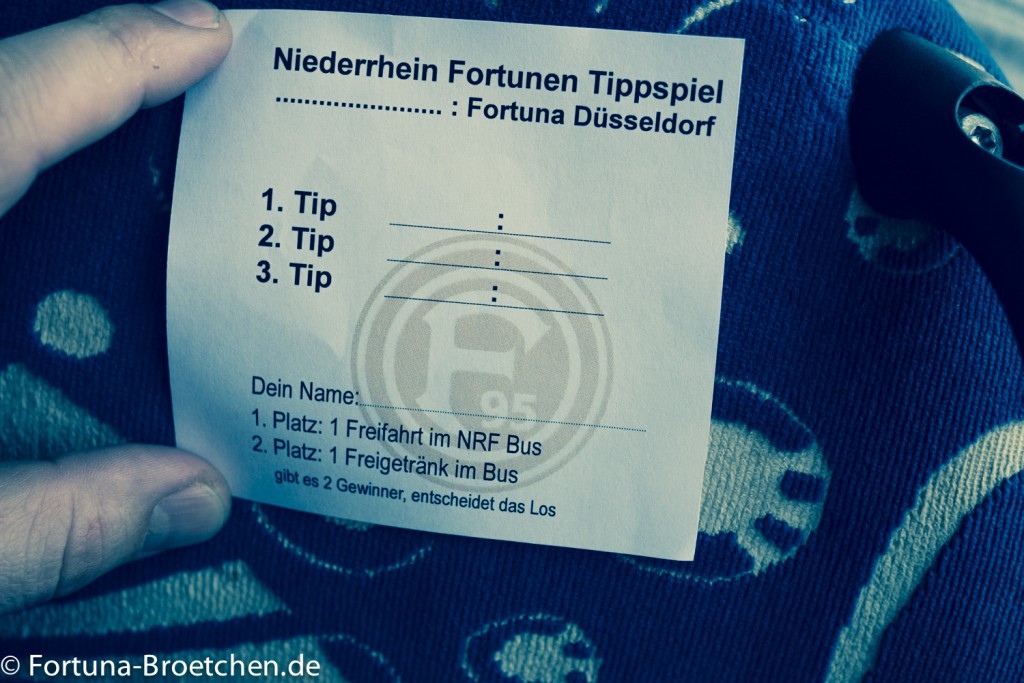 Niederrhein Fortunen Tippspiel
....................... : Fortuna Düsseldorf
1. Tip :
2. Tip :
3. Tip :
F 95
Dein Name:
1. Platz: 1 Freifahrt im NRF Bus
2. Platz: 1 Freigetränk im Bus
gibt es 2 Gewinner, entscheidet das Los
© Fortuna-Broetchen.de